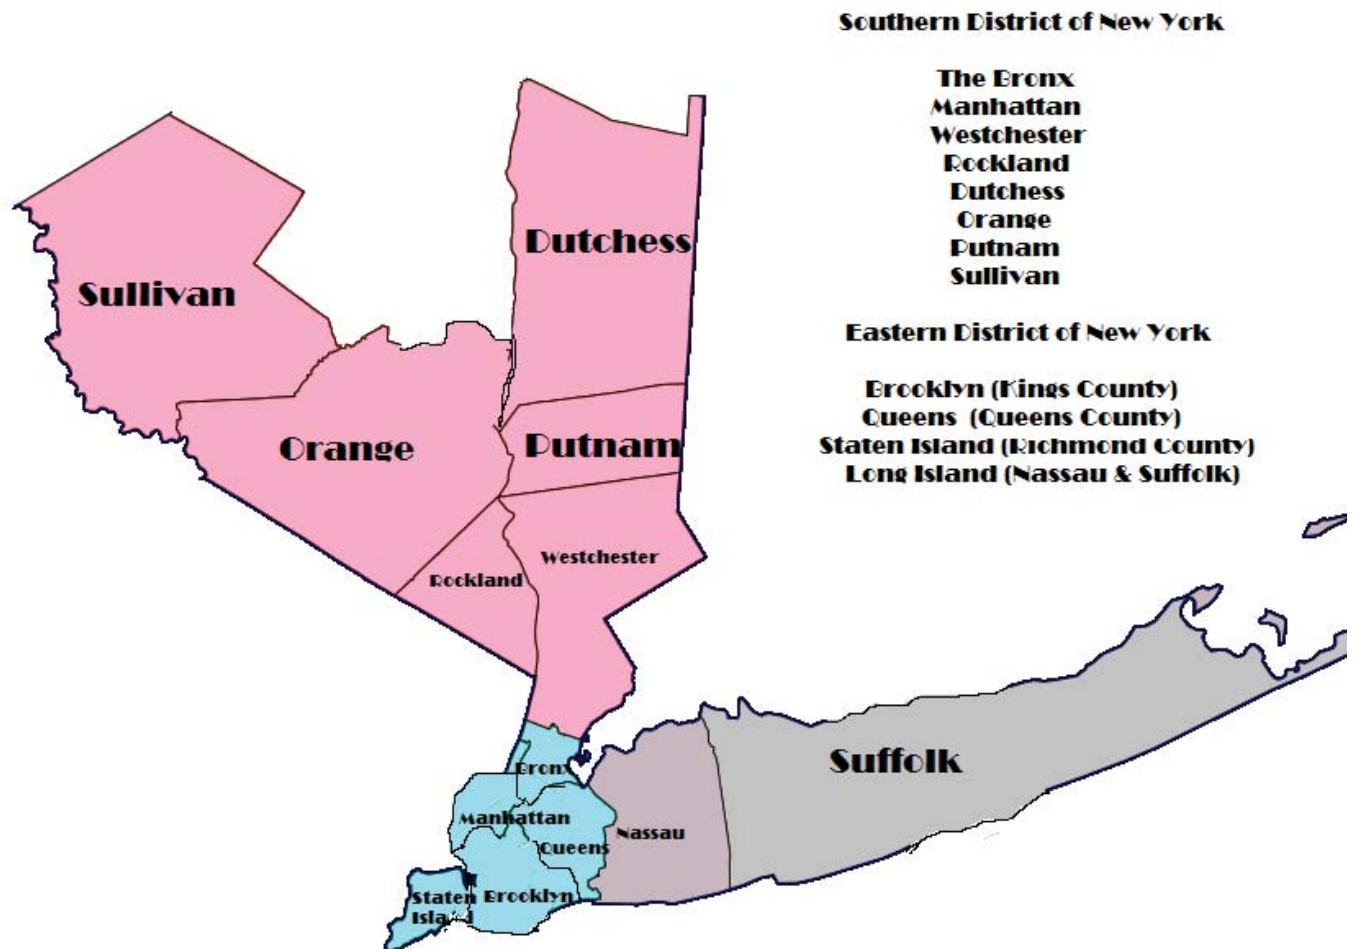 Southern District of New York
The Bronx
Manhattan
Westchester
Rockland
Dutchess
Orange
Putnam
Sullivan
Eastern District of New York
Brooklyn (Kings County)
Queens (Queens County)
Staten Island (Richmond County)
Long Island (Nassau & Suffolk)
Dutchess
Sullivan
Orange
Putnam
Westchester
Rockland
Suffolk
Bronx
Manhattan
Nassau
Queens
Staten
Island
Brooklyn